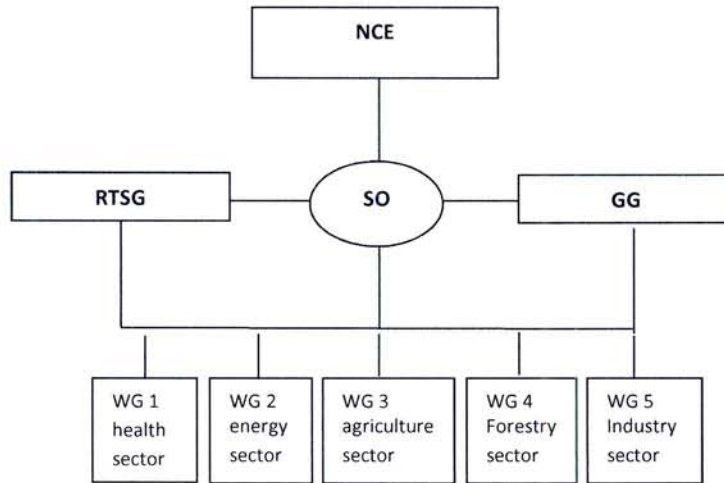 NCE
RTSG
SO
GG
WG 1
health
sector
WG 2
energy
sector
WG 3
agriculture
sector
WG 4
Forestry
sector
WG 5
Industry
sector